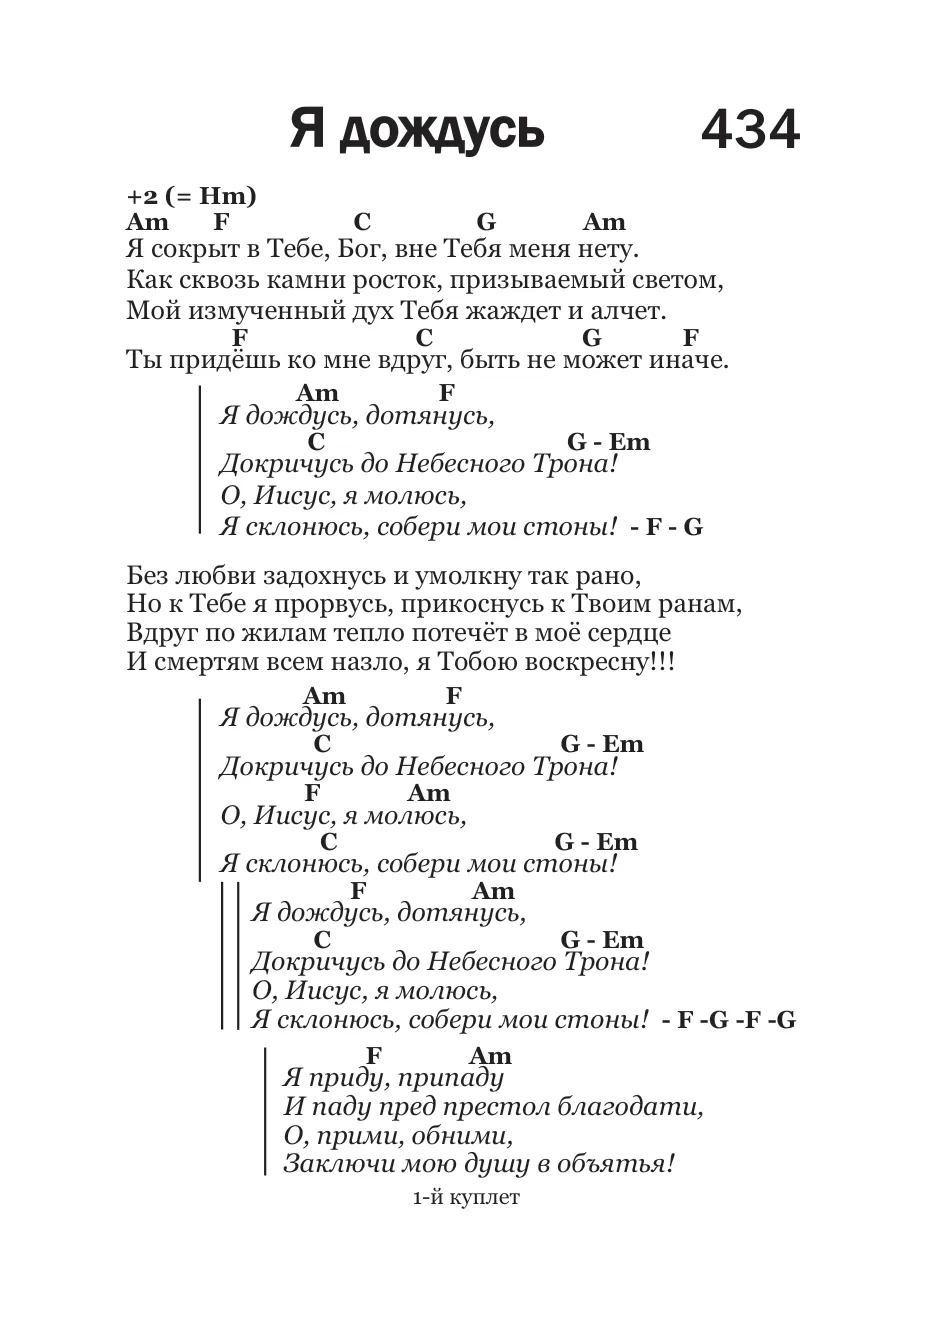 Я дождусь 434
+2 (= Hm)
Am F C G Am
Я сокрыт в Тебе, Бог, вне Тебя меня нету.
Как сквозь камни росток, призываемый светом,
Мой измученный дух Тебя жаждет и алчет.
F C G F
Ты придёшь ко мне вдруг, быть не может иначе.
Am F
Я дождусь, дотянусь,
C G - Em
Докричусь до Небесного Трона!
О, Иисус, я молюсь,
Я склонюсь, собери мои стоны! - F - G
Без любви задохнусь и умолкну так рано,
Но к Тебе я прорвусь, прикоснусь к Твоим ранам,
Вдруг по жилам тепло потечёт в моё сердце
И смертям всем назло, я Тобою воскресну!!!
Am F
Я дождусь, дотянусь,
C G - Em
Докричусь до Небесного Трона!
F Am
О, Иисус, я молюсь,
C G - Em
Я склонюсь, собери мои стоны!
F Am
Я дождусь, дотянусь,
C G - Em
Докричусь до Небесного Трона!
О, Иисус, я молюсь,
Я склонюсь, собери мои стоны! - F -G -F -G
F Am
Я приду, припаду
И паду пред престол благодати,
О, прими, обними,
Заключи мою душу в объятья!
1-й куплет